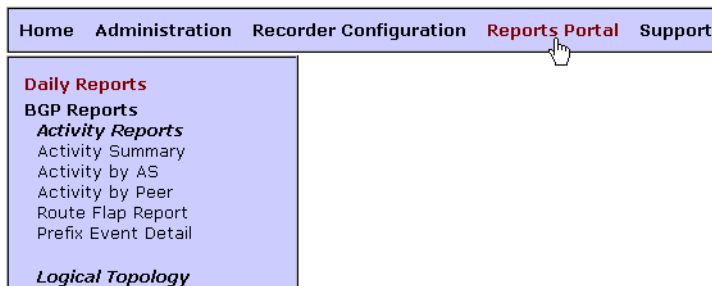 Home Administration Recorder Configuration Reports Portal Support
Daily Reports
BGP Reports
Activity Reports
Activity Summary
Activity by AS
Activity by Peer
Route Flap Report
Prefix Event Detail
Logical Topology